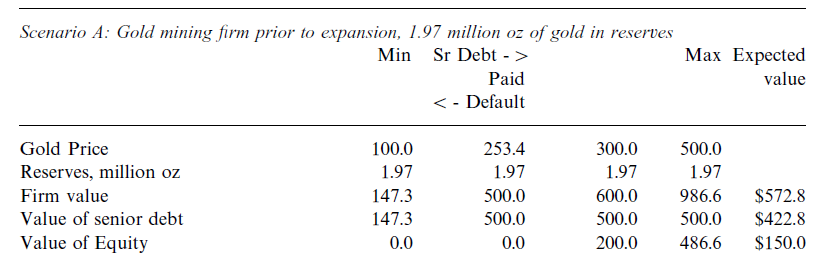 Scenario A: Gold mining firm prior to expansion, 1.97 million oz of gold in reserves
Min Sr Debt - > Max Expected
Paid value
< - Default
Gold Price 100.0 253.4 300.0 500.0
Reserves, million oz 1.97 1.97 1.97 1.97
Firm value 147.3 500.0 600.0 986.6 $572.8
Value of senior debt 147.3 500.0 500.0 500.0 $422.8
Value of Equity 0.0 0.0 200.0 486.6 $150.0